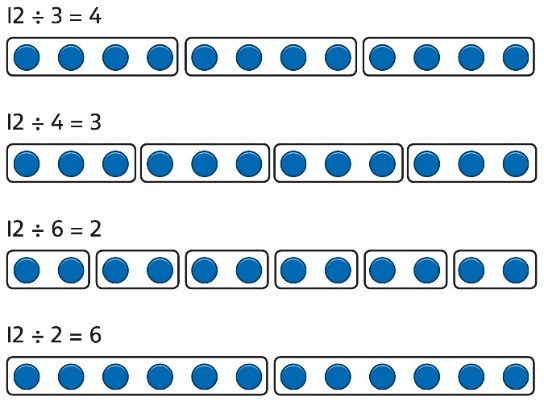 12 ÷ 3 = 4
12 ÷ 4 = 3
12 ÷ 6 = 2
12 ÷ 2 = 6